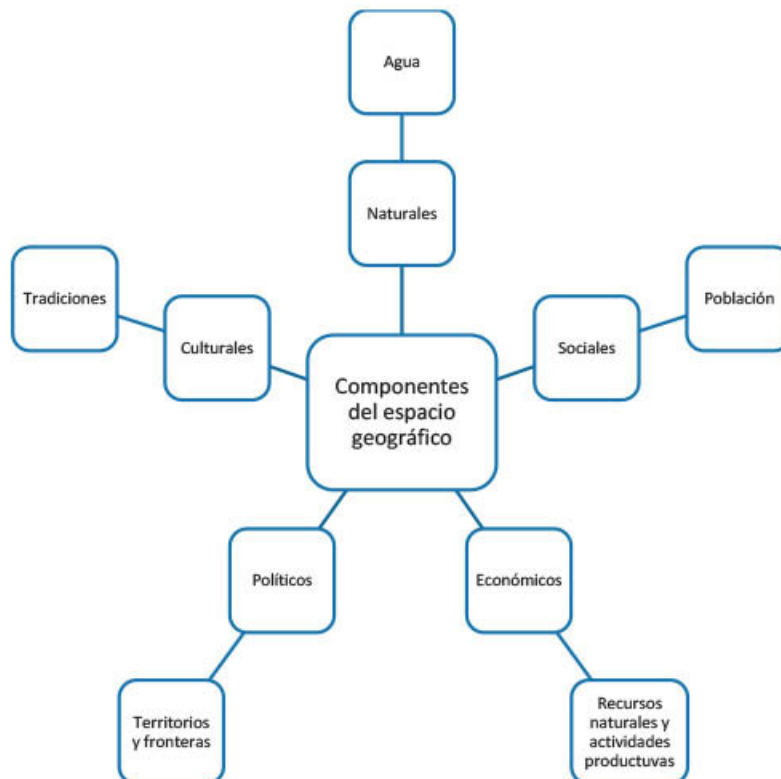 Agua
Naturales
Tradiciones
Culturales
Sociales
Población
Componentes
del espacio
geográfico
Políticos
Económicos
Territorios
y fronteras
Recursos
naturales y
actividades
productuvas